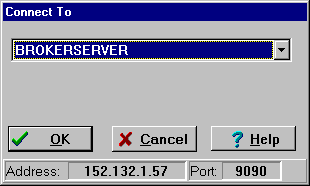 Connect To
BROKERSERVER
OK Cancel Help
Address: 152.132.1.57 Port: 9090